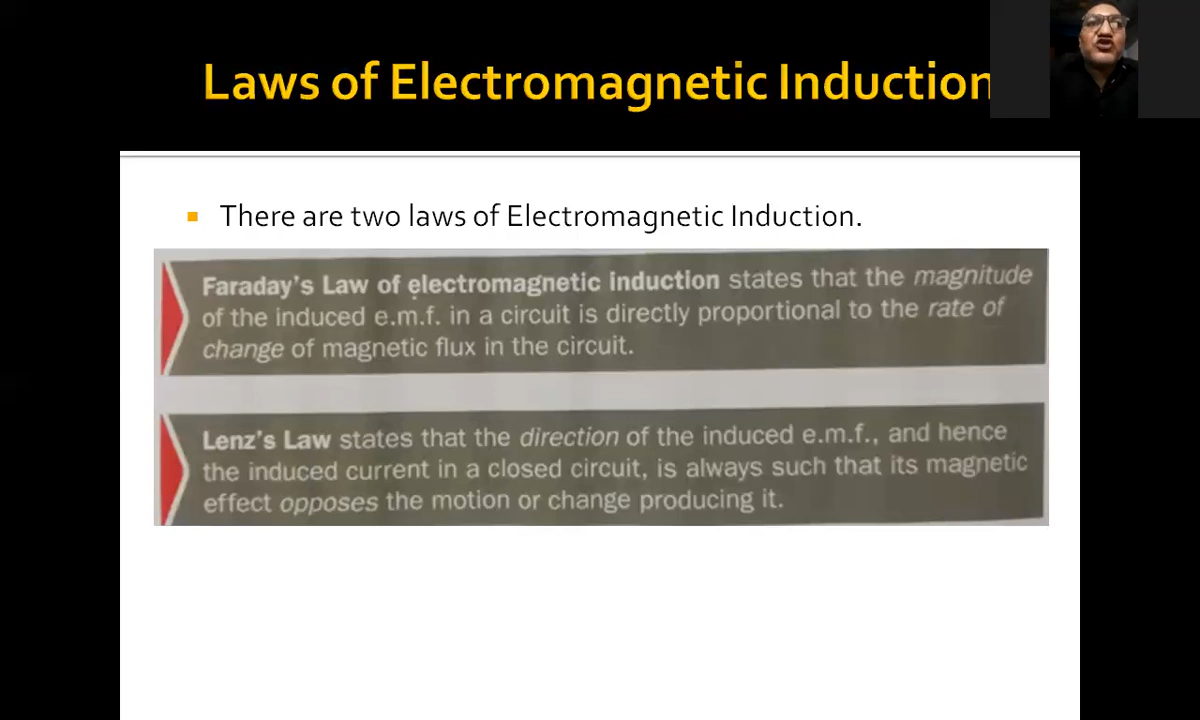 Laws of Electromagnetic Induction
There are two laws of Electromagnetic Induction.
Faraday's Law of electromagnetic induction states that the magnitude
of the induced e.m.f. in a circuit is directly proportional to the rate of
change of magnetic flux in the circuit.
Lenz's Law states that the direction of the induced e.m.f., and hence
the induced current in a closed circuit, is always such that its magnetic
effect opposes the motion or change producing it.